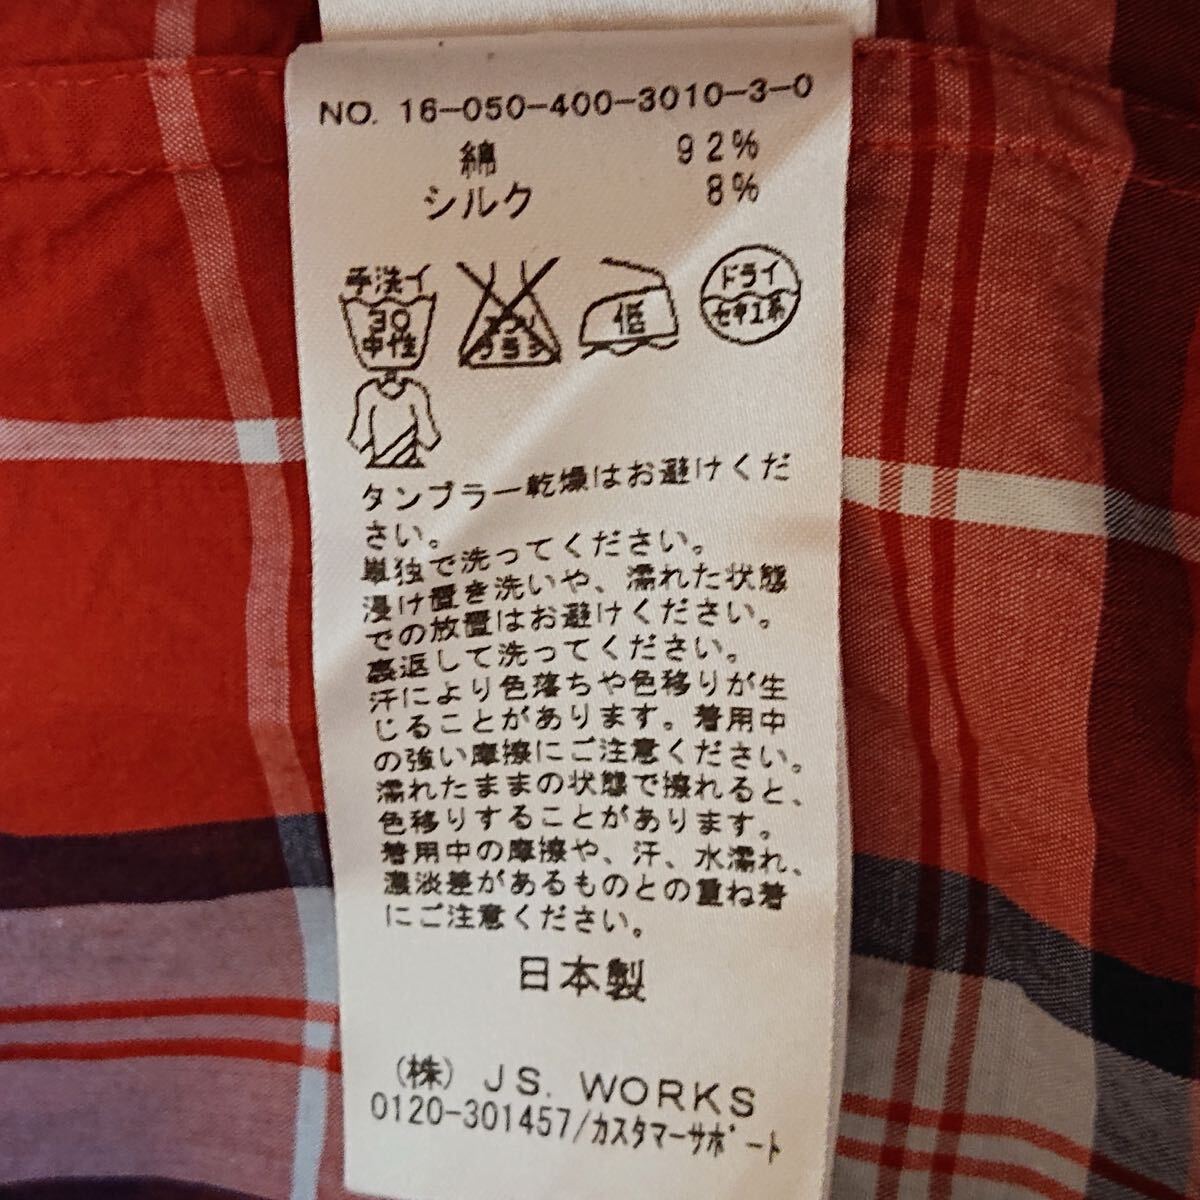 NO. 16-050-400-3010-3-0
綿 92%
シルク 8%
手洗イ
30
中性
エンソ
フラシ
低
ドライ
セキユ系
タンブラー乾燥はお避けくだ
さい。
単独で洗ってください。
浸け置き洗いや、濡れた状態
での放置はお避けください。
裏返して洗ってください。
汗により色落ちや色移りが生
じることがあります。着用中
の強い摩擦にご注意ください。
濡れたままの状態で擦れると、
色移りすることがあります。
着用中の摩擦や、汗、水濡れ、
濃淡差があるものとの重ね着
にご注意ください。
日本製
(株) JS. WORKS
0120-301457/カスタマーサポート